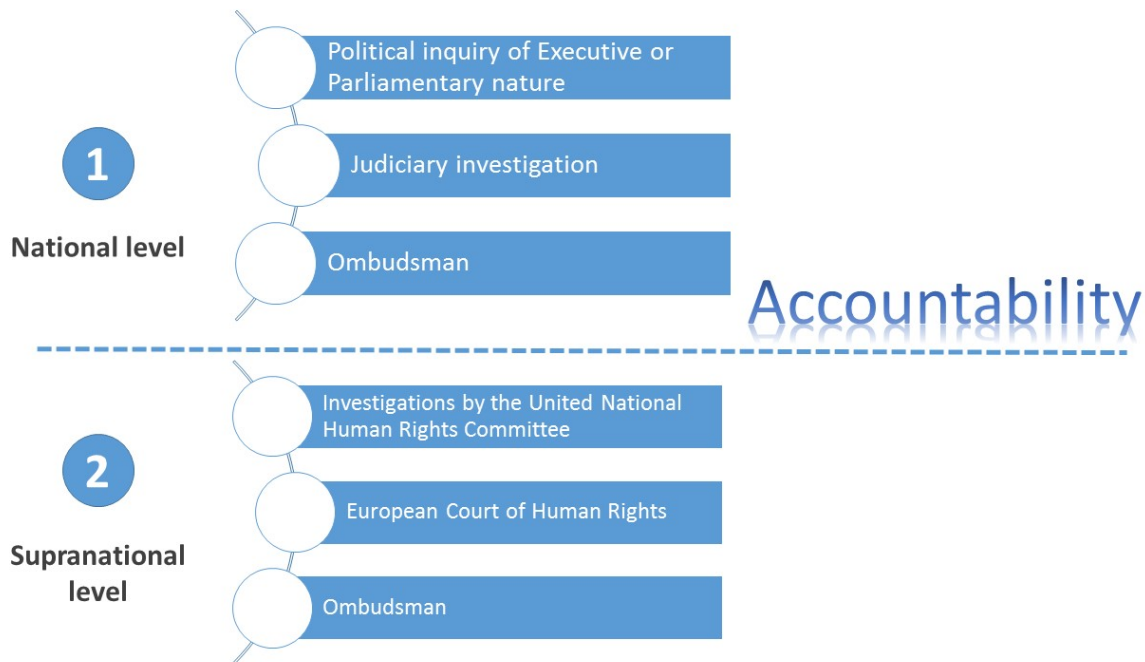 Political inquiry of Executive or
Parliamentary nature
1
Judiciary investigation
National level
Ombudsman
Accountability
Investigations by the United National
Human Rights Committee
2
European Court of Human Rights
Supranational
level
Ombudsman